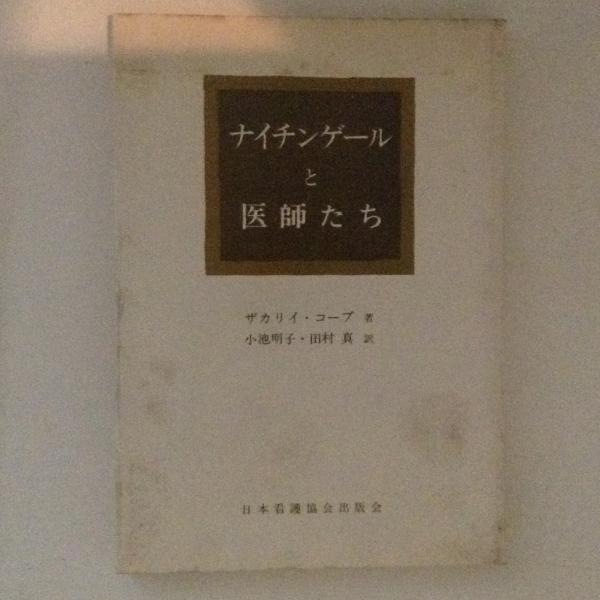 ナイチンゲール
と
医師たち
ザカリイ・コープ 著
小池明子・田村 真 訳
日本看護協会出版会